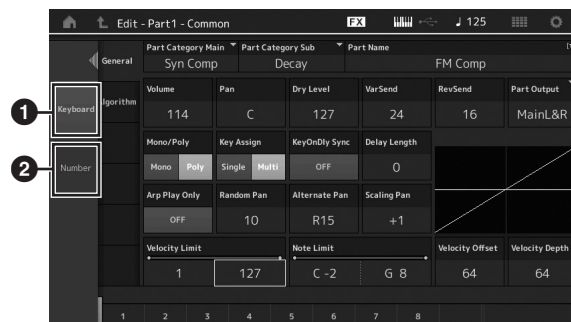 Edit - Part1 - Common FX 125
Part Category Main Part Category Sub Part Name
General Syn Comp Decay FM Comp
Volume Pan Dry Level VarSend RevSend Part Output
1 Keyboard 114 C 127 24 16 MainL&R
Mono/Poly Key Assign KeyOnDly Sync Delay Length
2 Number Mono Poly Single Multi OFF 0
Arp Play Only Random Pan Alternate Pan Scaling Pan
OFF 10 R15 +1
Velocity Limit Note Limit Velocity Offset Velocity Depth
1 127 C -2 G 8 64 64
1 2 3 4 5 6 7 8